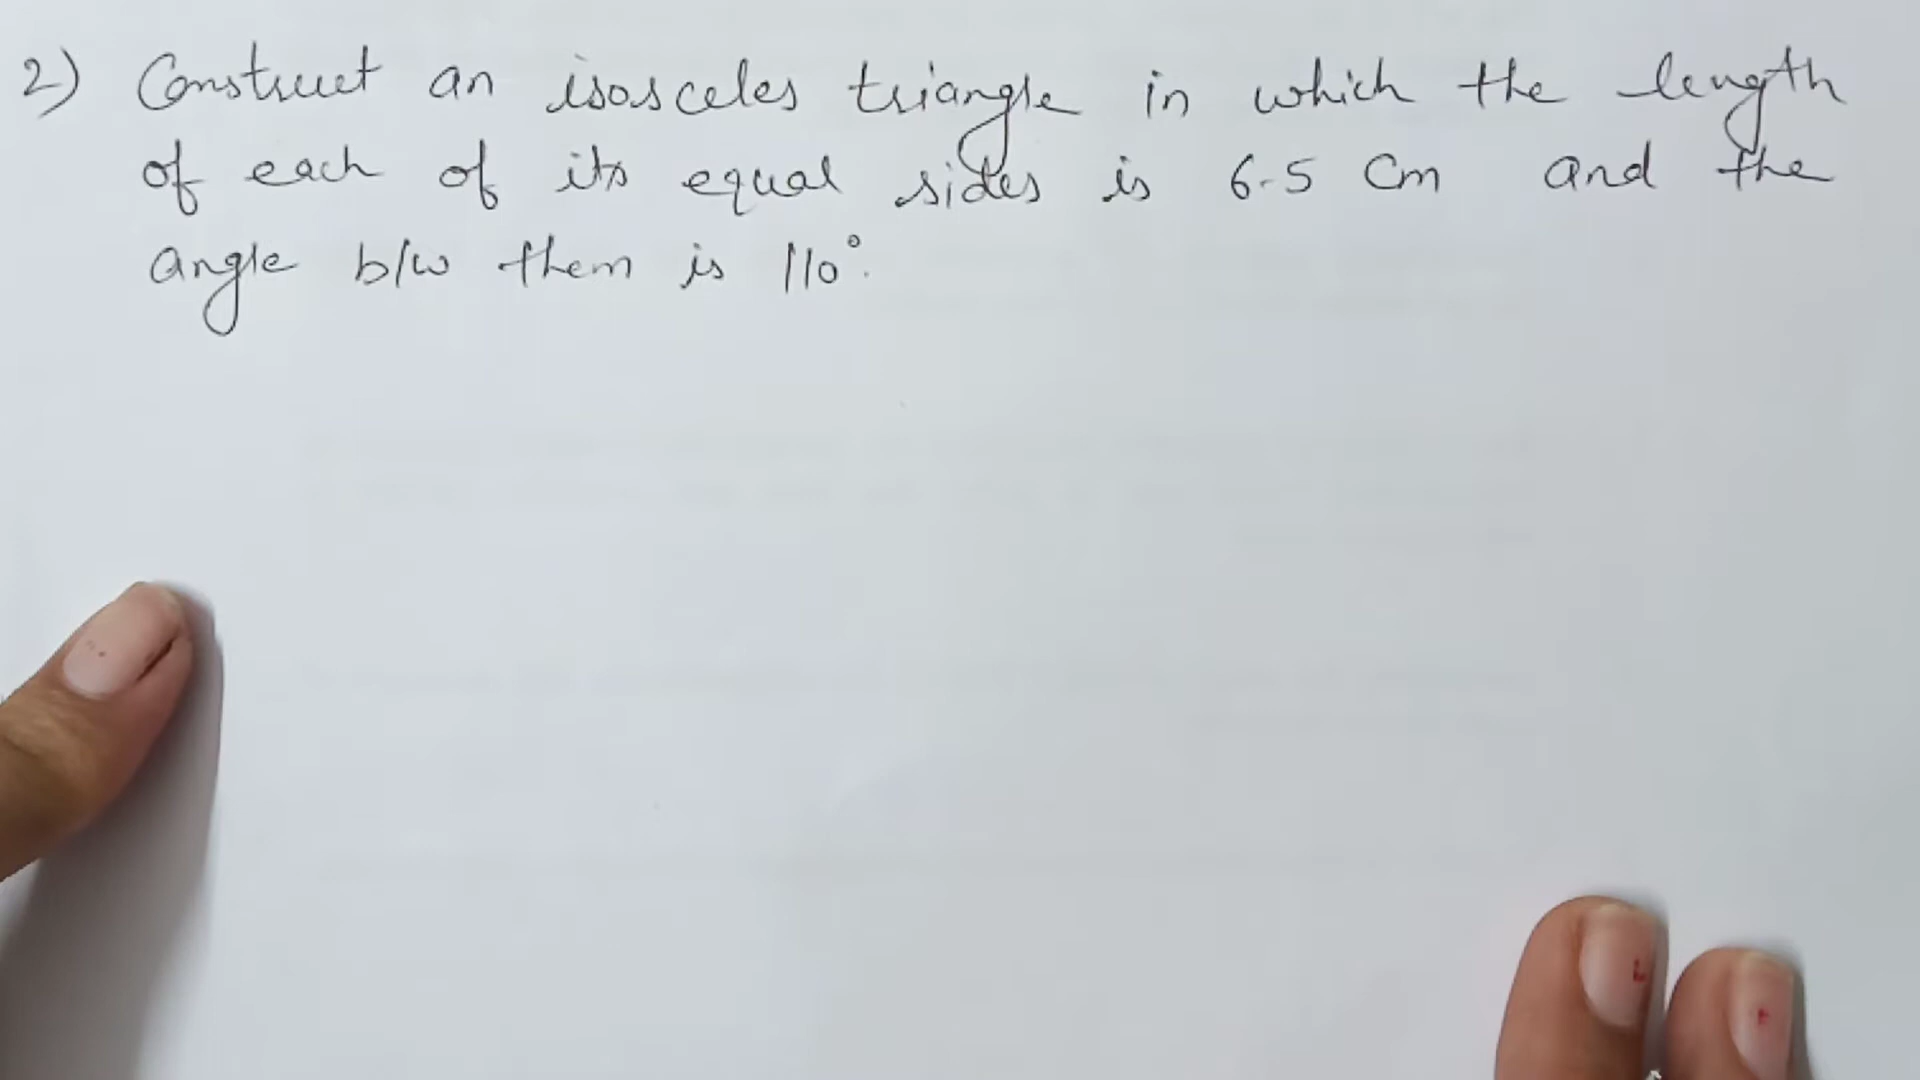 2) Construct an isosceles triangle in which the length
of each of its equal sides is 6.5 Cm and the
angle b/w them is 110°.